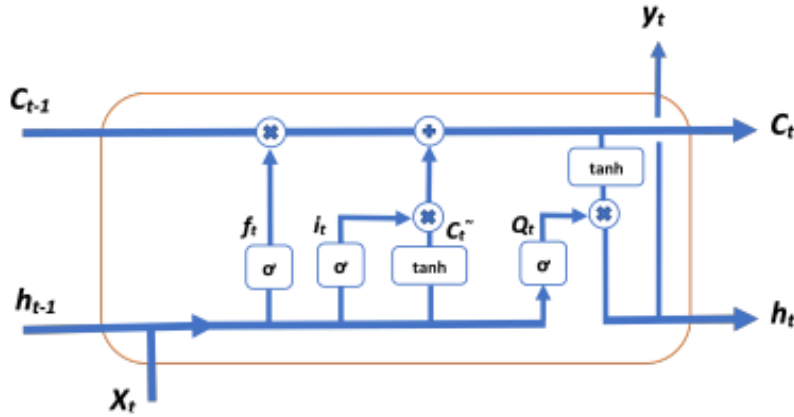 yₜ
Cₜ₋₁
Cₜ
tanh
fₜ
iₜ
Cₜ~
Qₜ
σ
σ
tanh
σ
hₜ₋₁
hₜ
Xₜ